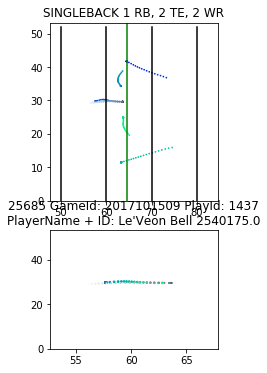 SINGLEBACK 1 RB, 2 TE, 2 WR
50
40
30
20
10
0
50 60 70 80
25685 GameId: 2017101509 PlayId: 1437
PlayerName + ID: Le'Veon Bell 2540175.0
40
20
0
55 60 65